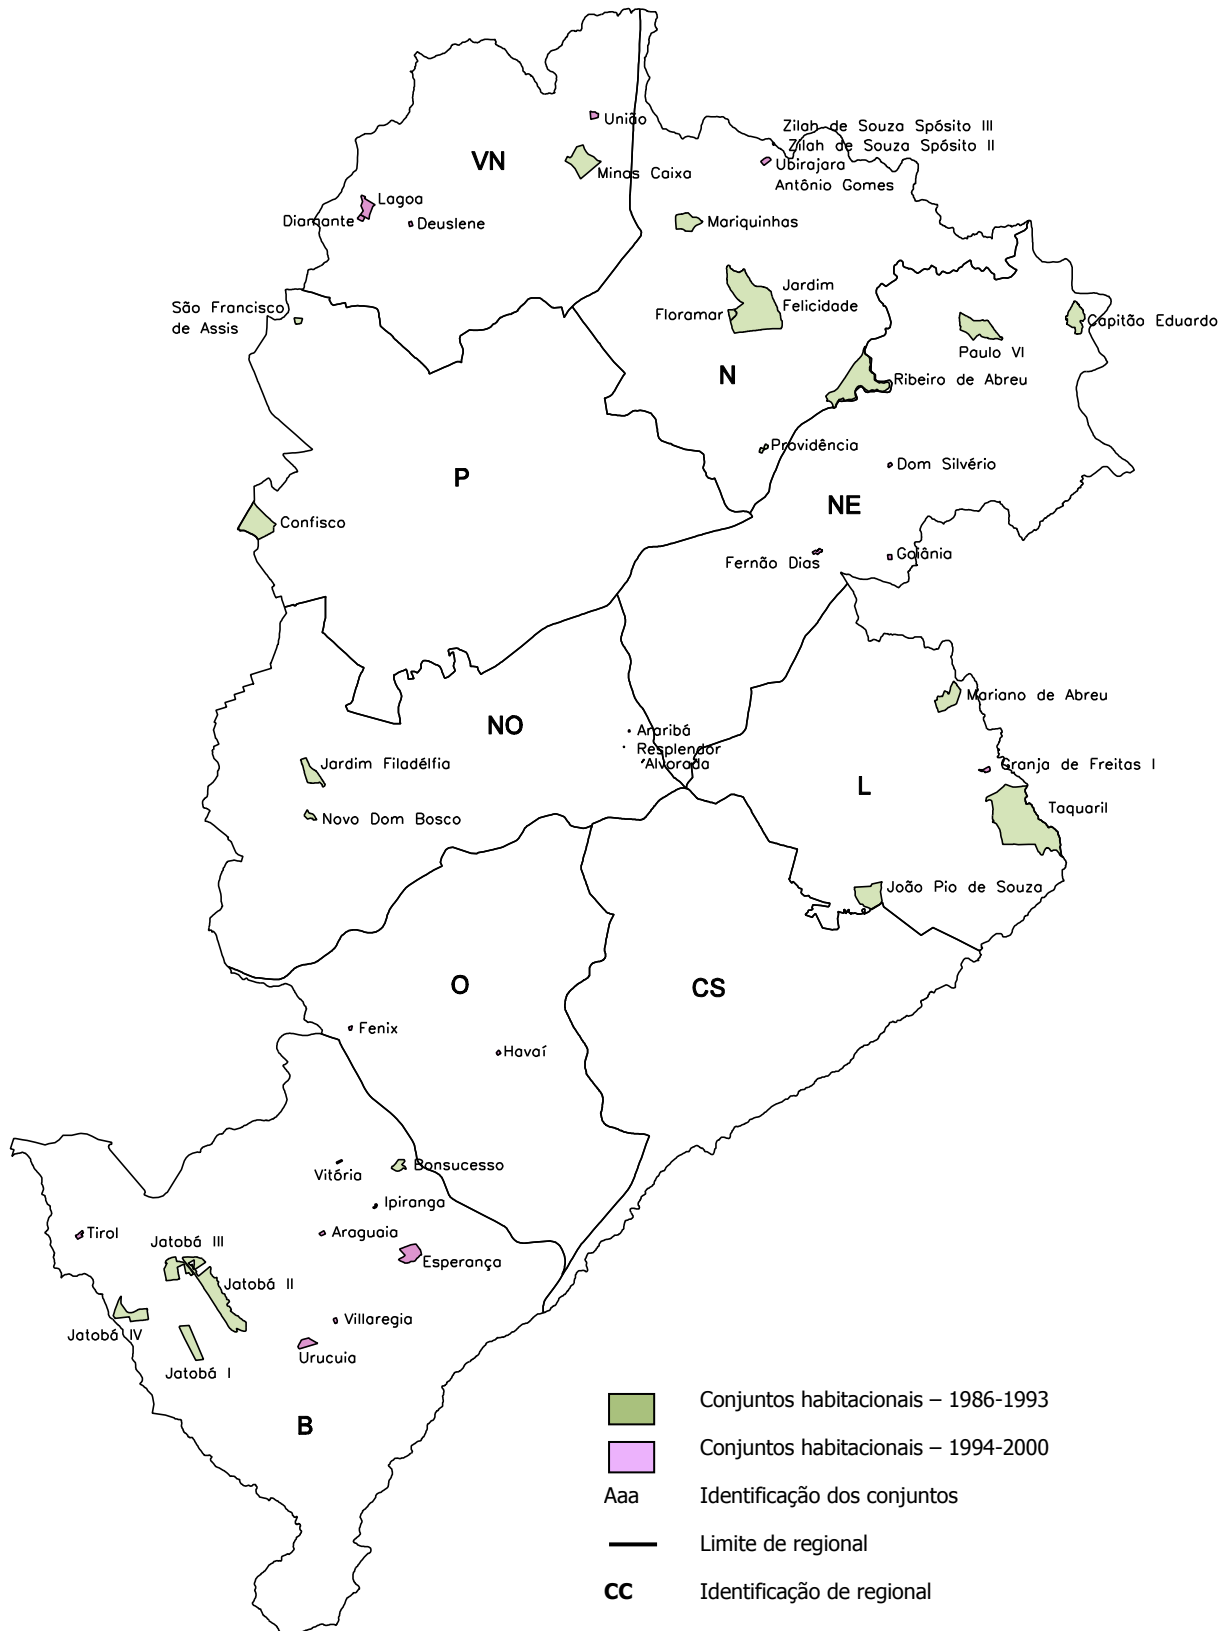 União
Zilah de Souza Spósito III
Zilah de Souza Spósito II
VN
Minas Caixa
Ubirajara
Antônio Gomes
Lagoa
Diamante
Deuslene
Mariquinhas
São Francisco
de Assis
Jardim
Felicidade
Floramar
Capitão Eduardo
Paulo VI
N
Ribeiro de Abreu
Providência
Dom Silvério
P
NE
Confisco
Fernão Dias
Goiânia
Mariano de Abreu
NO
Araribá
Resplendor
Alvorada
Jardim Filadélfia
Granja de Freitas I
L
Taquaril
Novo Dom Bosco
João Pio de Souza
O
CS
Fenix
Havaí
Vitória
Bonsucesso
Ipiranga
Tirol
Araguaia
Jatobá III
Esperança
Jatobá II
Jatobá IV
Villaregia
Urucuia
Jatobá I
B
Conjuntos habitacionais – 1986-1993
Conjuntos habitacionais – 1994-2000
Aaa Identificação dos conjuntos
Limite de regional
CC Identificação de regional